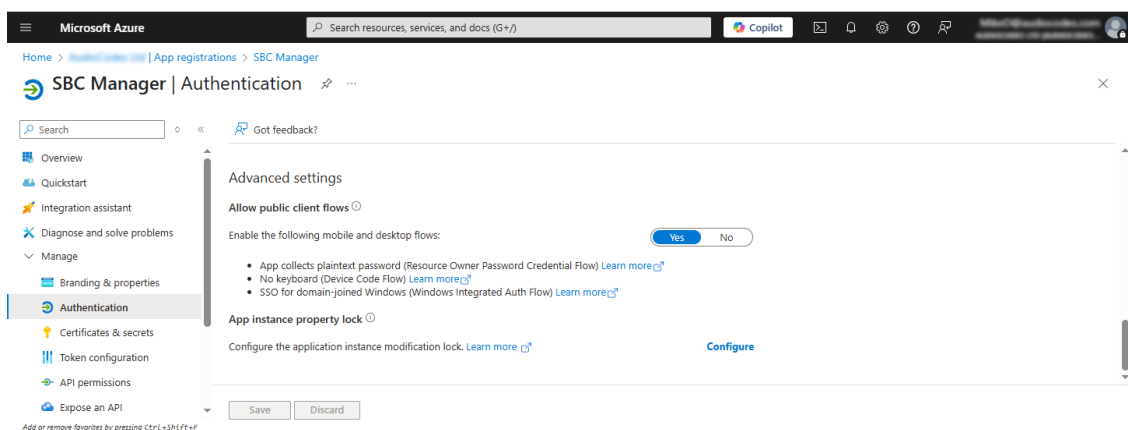 Microsoft Azure
Search resources, services, and docs (G+/)
Copilot
Home > | App registrations > SBC Manager
SBC Manager | Authentication
Search
Got feedback?
Overview
Quickstart
Integration assistant
Diagnose and solve problems
Manage
Branding & properties
Authentication
Certificates & secrets
Token configuration
API permissions
Expose an API
Add or remove favorites by pressing Ctrl+Shift+F
Advanced settings
Allow public client flows
Enable the following mobile and desktop flows:
Yes No
• App collects plaintext password (Resource Owner Password Credential Flow) Learn more
• No keyboard (Device Code Flow) Learn more
• SSO for domain-joined Windows (Windows Integrated Auth Flow) Learn more
App instance property lock
Configure the application instance modification lock. Learn more
Configure
Save Discard